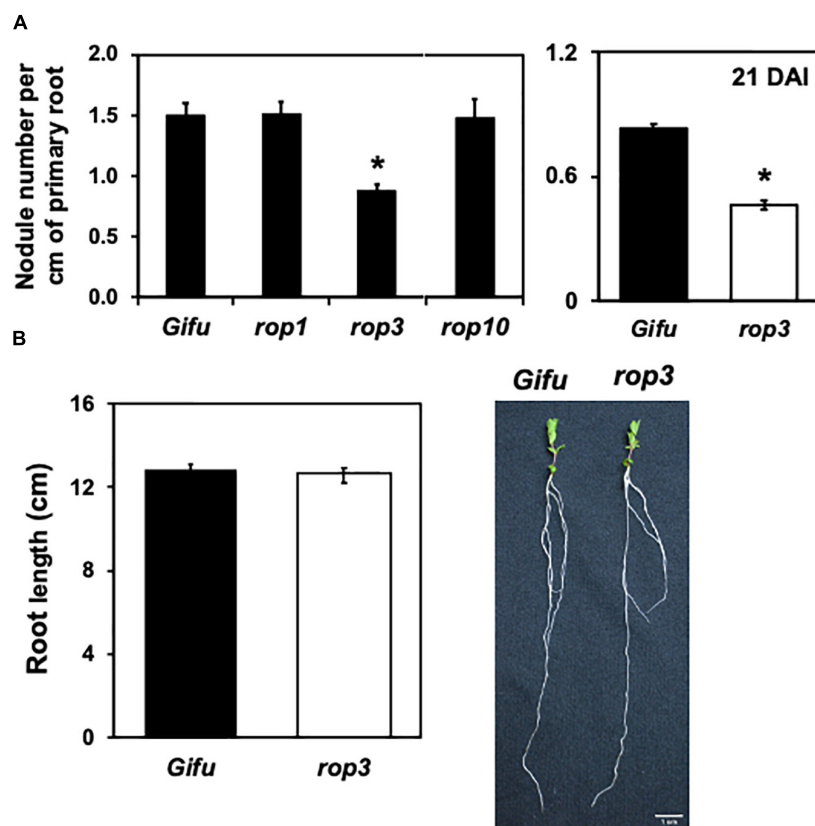 A
Nodule number per
cm of primary root
2.0
1.5
1.0
0.5
0.0
*
Gifu rop1 rop3 rop10
1.2
0.6
0
21 DAI
*
Gifu rop3
B
Root length (cm)
16
12
8
4
0
Gifu rop3
Gifu rop3
1 cm